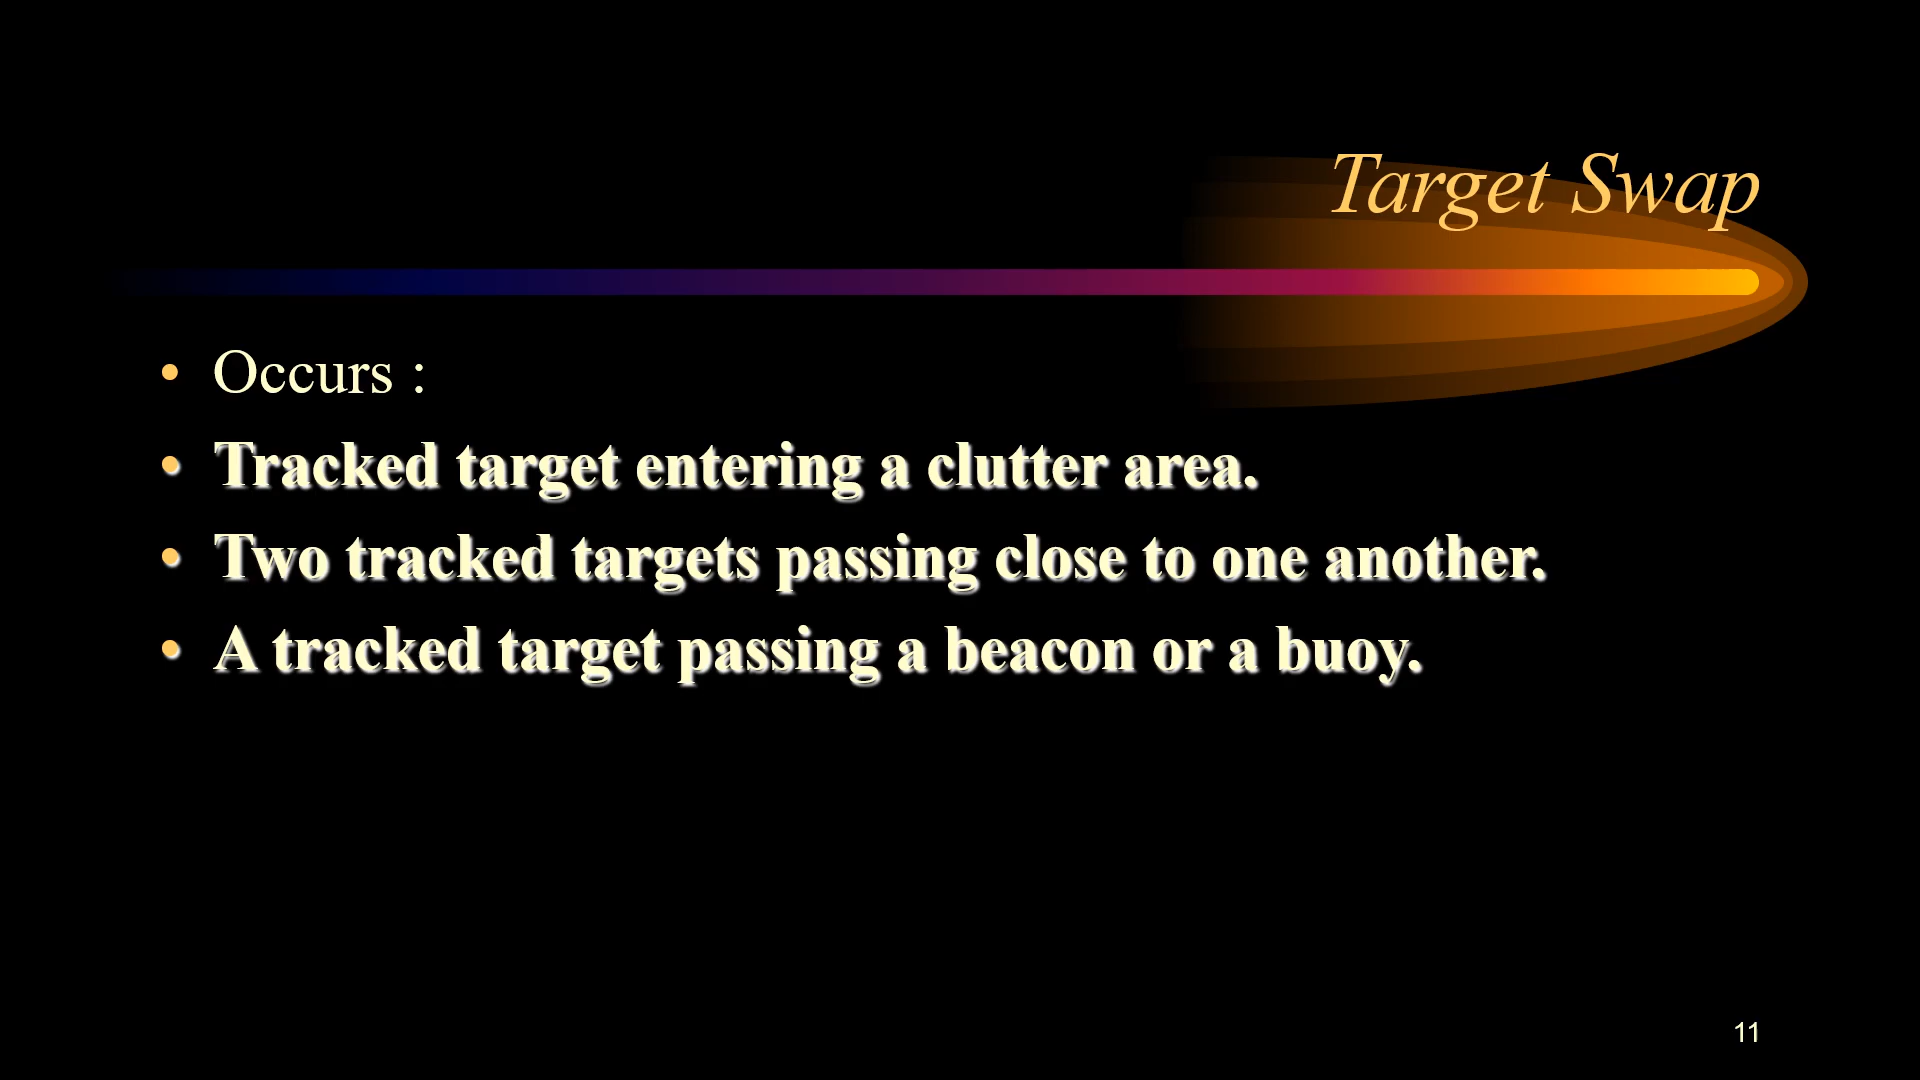 Target Swap
• Occurs :
• Tracked target entering a clutter area.
• Two tracked targets passing close to one another.
• A tracked target passing a beacon or a buoy.
11